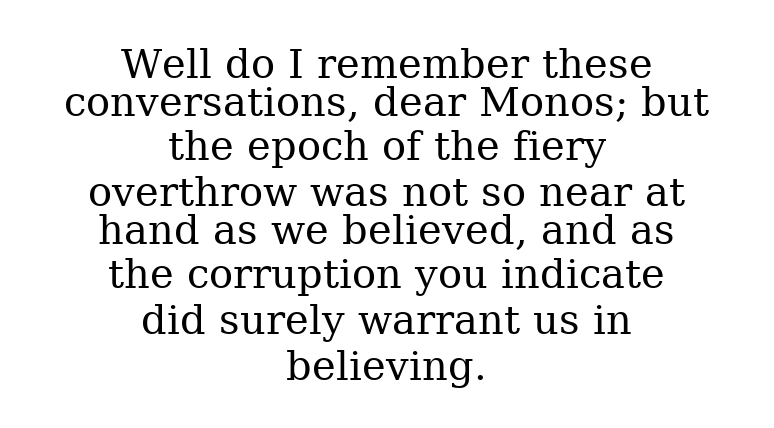 Well do I remember these
conversations, dear Monos; but
the epoch of the fiery
overthrow was not so near at
hand as we believed, and as
the corruption you indicate
did surely warrant us in
believing.